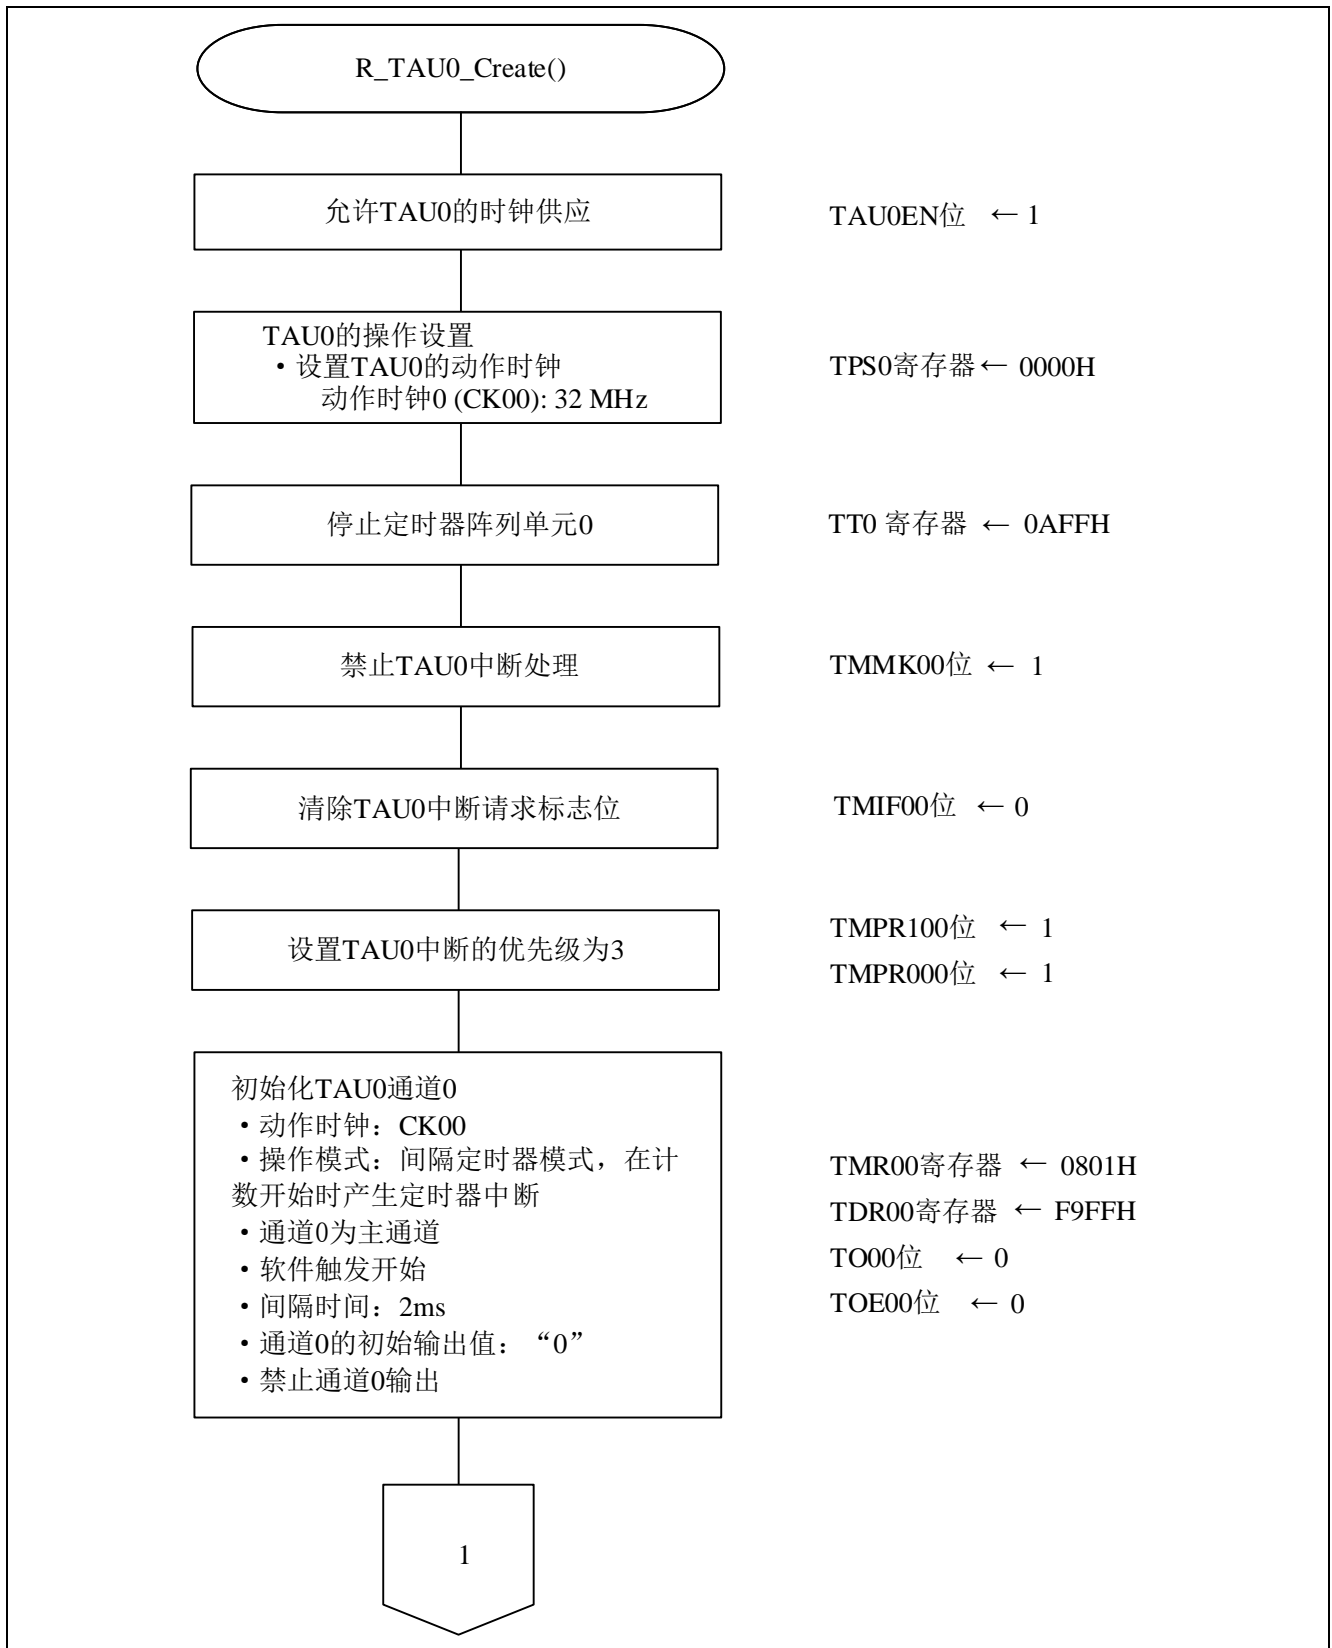 R_TAU0_Create()
允许TAU0的时钟供应
TAU0EN位 ← 1
TAU0的操作设置
・设置TAU0的动作时钟
动作时钟0 (CK00): 32 MHz
TPS0寄存器← 0000H
停止定时器阵列单元0
TT0 寄存器 ← 0AFFH
禁止TAU0中断处理
TMMK00位 ← 1
清除TAU0中断请求标志位
TMIF00位 ← 0
设置TAU0中断的优先级为3
TMPR100位 ← 1
TMPR000位 ← 1
初始化TAU0通道0
・动作时钟：CK00
・操作模式：间隔定时器模式，在计
数开始时产生定时器中断
・通道0为主通道
・软件触发开始
・间隔时间：2ms
・通道0的初始输出值：“0”
・禁止通道0输出
TMR00寄存器 ← 0801H
TDR00寄存器 ← F9FFH
TO00位 ← 0
TOE00位 ← 0
1